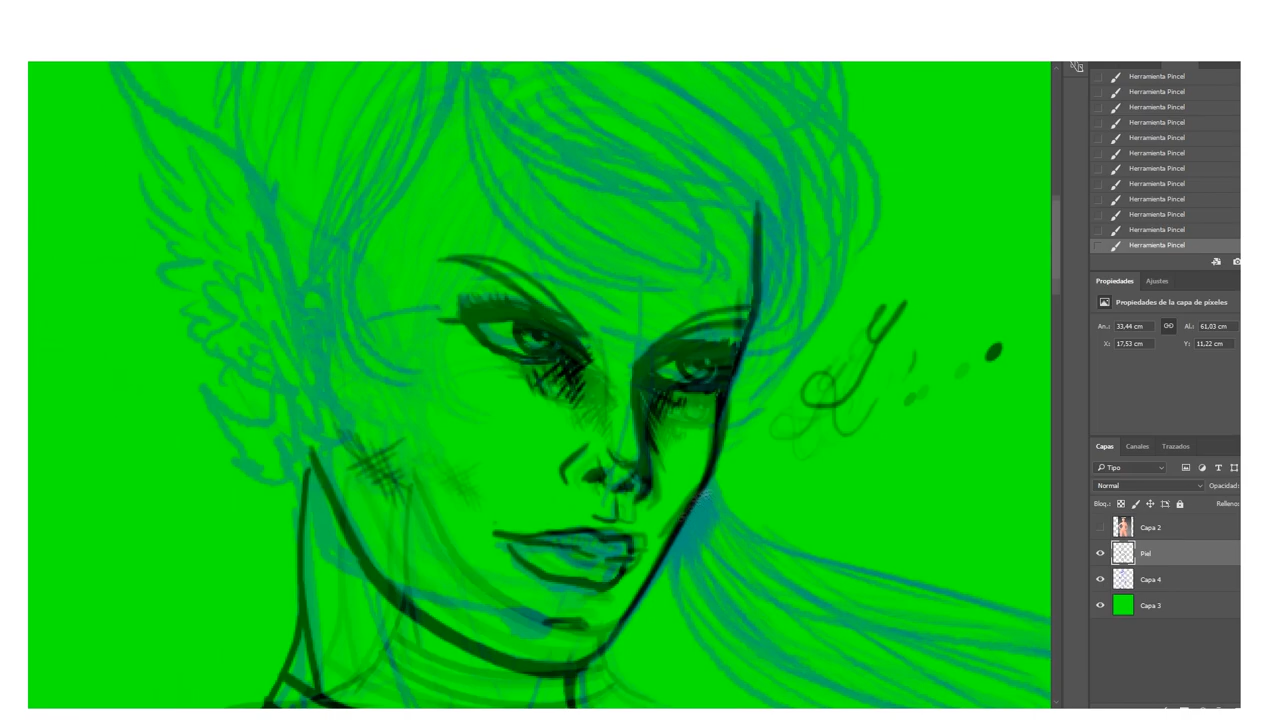 Herramienta Pincel
Herramienta Pincel
Herramienta Pincel
Herramienta Pincel
Herramienta Pincel
Herramienta Pincel
Herramienta Pincel
Herramienta Pincel
Herramienta Pincel
Herramienta Pincel
Herramienta Pincel
Herramienta Pincel
Propiedades Ajustes
Propiedades de la capa de píxeles
An.: 33,44 cm Al.: 61,03 cm
X: 17,53 cm Y: 11,22 cm
Capas Canales Trazados
Tipo
Normal Opacidad:
Bloq.: Relleno:
Capa 2
Piel
Capa 4
Capa 3